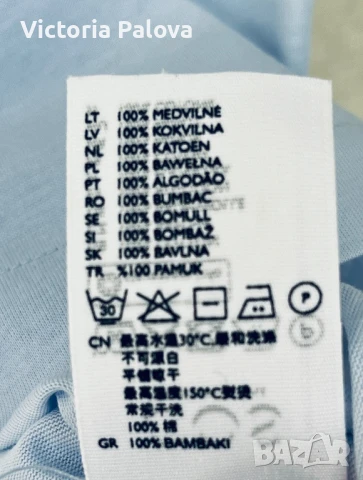 Victoria Palova
LT 100% MEDVILNĖ
LV 100% KOKVILNA
NL 100% KATOEN
PL 100% BAWEŁNA
PT 100% ALGODÃO
RO 100% BUMBAC
SE 100% BOMULL
SI 100% BOMBAŽ
SK 100% BAVLNA
TR %100 PAMUK
30 P
CN 最高水温30℃,缓和洗涤
不可漂白
平铺晾干
最高温度150℃熨烫
常规干洗
100% 棉
GR 100% BAMBAKI
BAZAR
bg